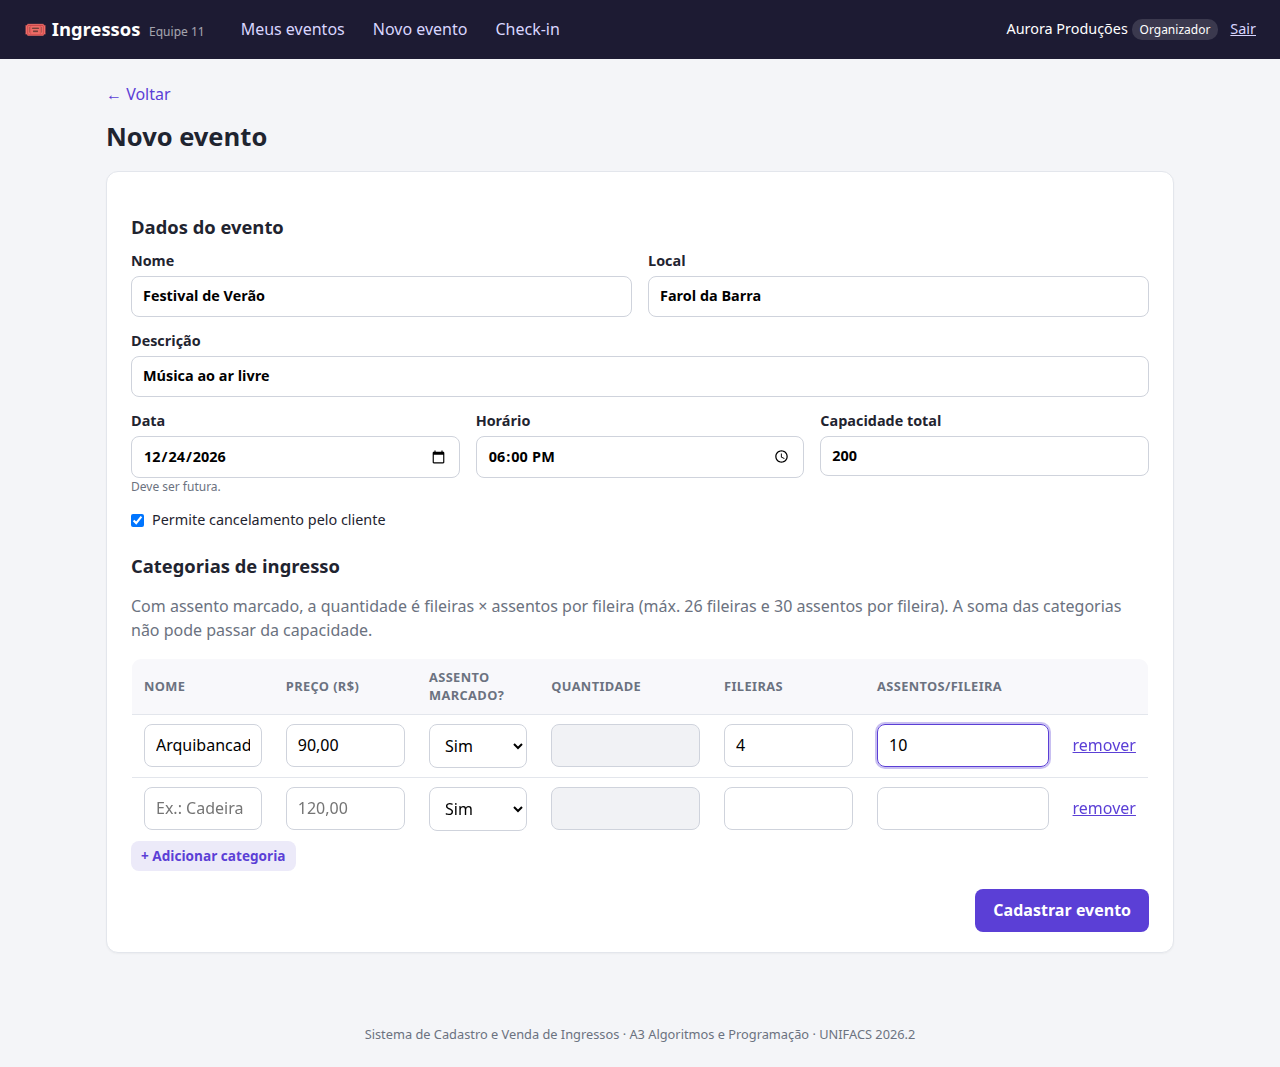 Ingressos Equipe 11 Meus eventos Novo evento Check-in Aurora Produções Organizador Sair
← Voltar
Novo evento
Dados do evento
Nome Local
Festival de Verão Farol da Barra
Descrição
Música ao ar livre
Data Horário Capacidade total
12/24/2026 06:00 PM 200
Deve ser futura.
Permite cancelamento pelo cliente
Categorias de ingresso
Com assento marcado, a quantidade é fileiras × assentos por fileira (máx. 26 fileiras e 30 assentos por fileira). A soma das categorias
não pode passar da capacidade.
NOME PREÇO (R$) ASSENTO MARCADO? QUANTIDADE FILEIRAS ASSENTOS/FILEIRA
Arquibancad 90,00 Sim 4 10 remover
Ex.: Cadeira 120,00 Sim remover
+ Adicionar categoria
Cadastrar evento
Sistema de Cadastro e Venda de Ingressos · A3 Algoritmos e Programação · UNIFACS 2026.2